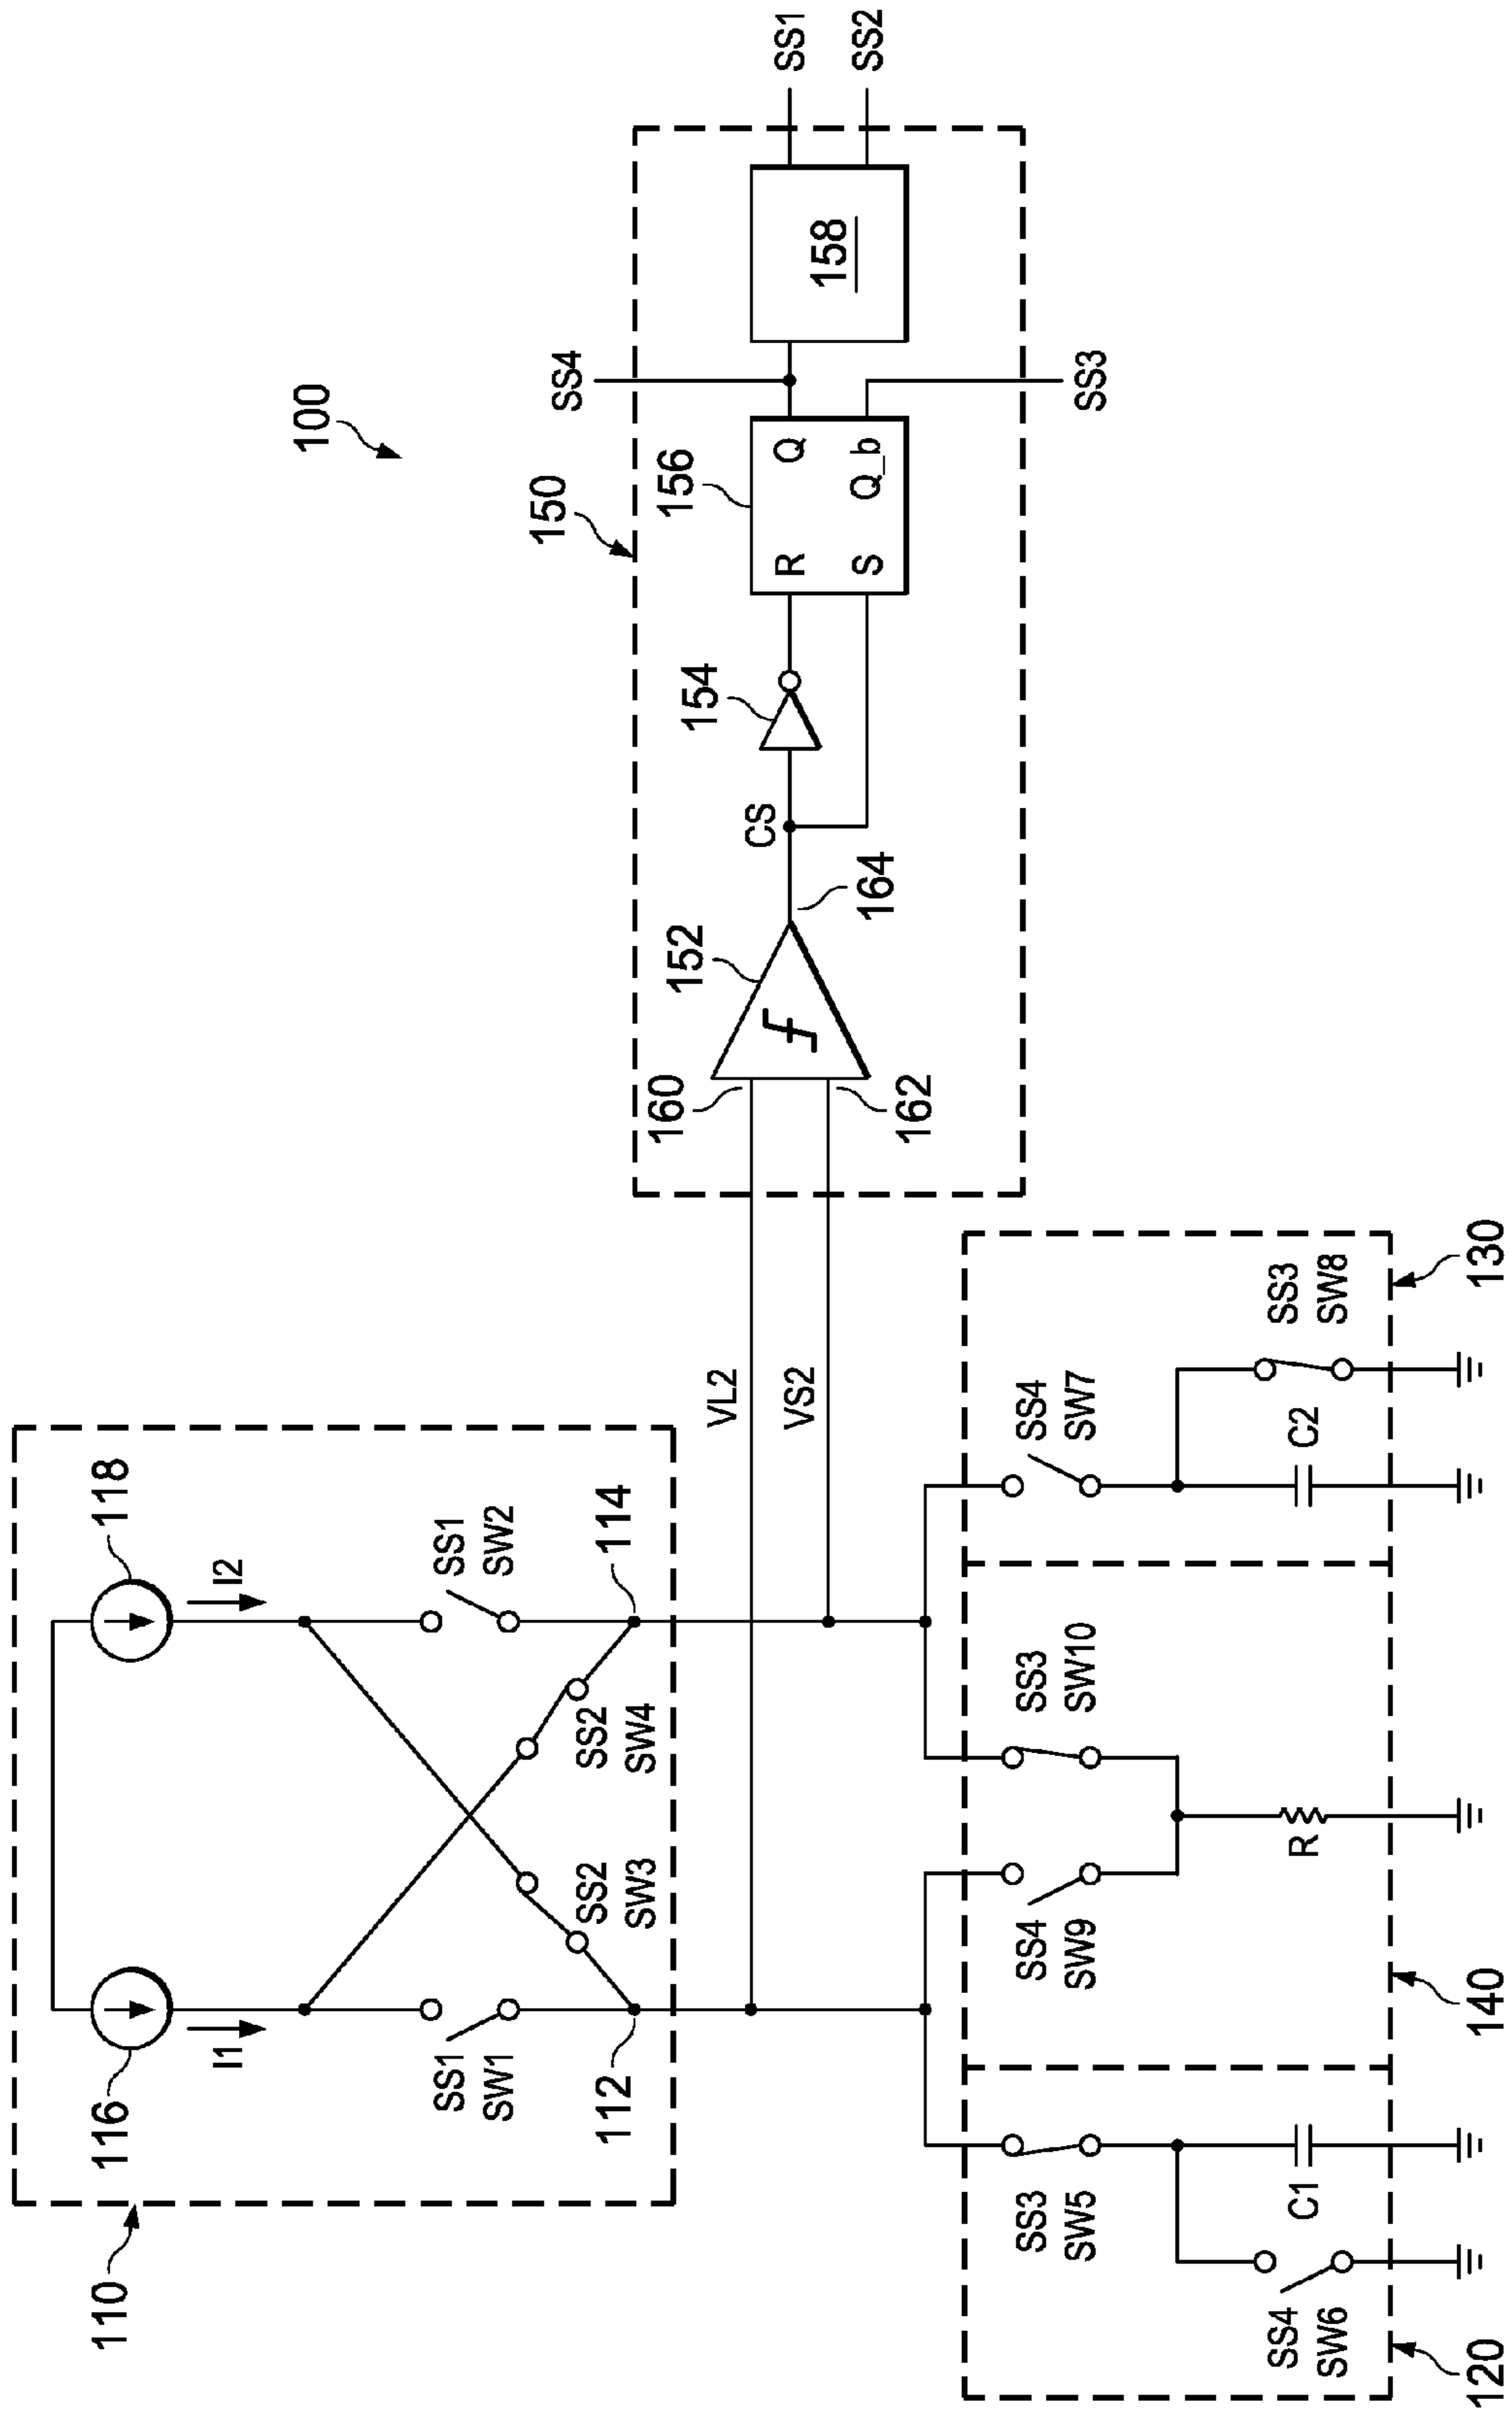 100
110
116
I1
118
I2
SS1
SW1
SS1
SW2
SS2
SW3
SS2
SW4
112
114
VL2
VS2
150
160
162
152
164
CS
154
156
R
S
Q
Q_b
SS4
SS3
158
SS1
SS2
120
SS3
SW5
SS4
SW6
C1
140
SS4
SW9
SS3
SW10
R
130
SS4
SW7
C2
SS3
SW8